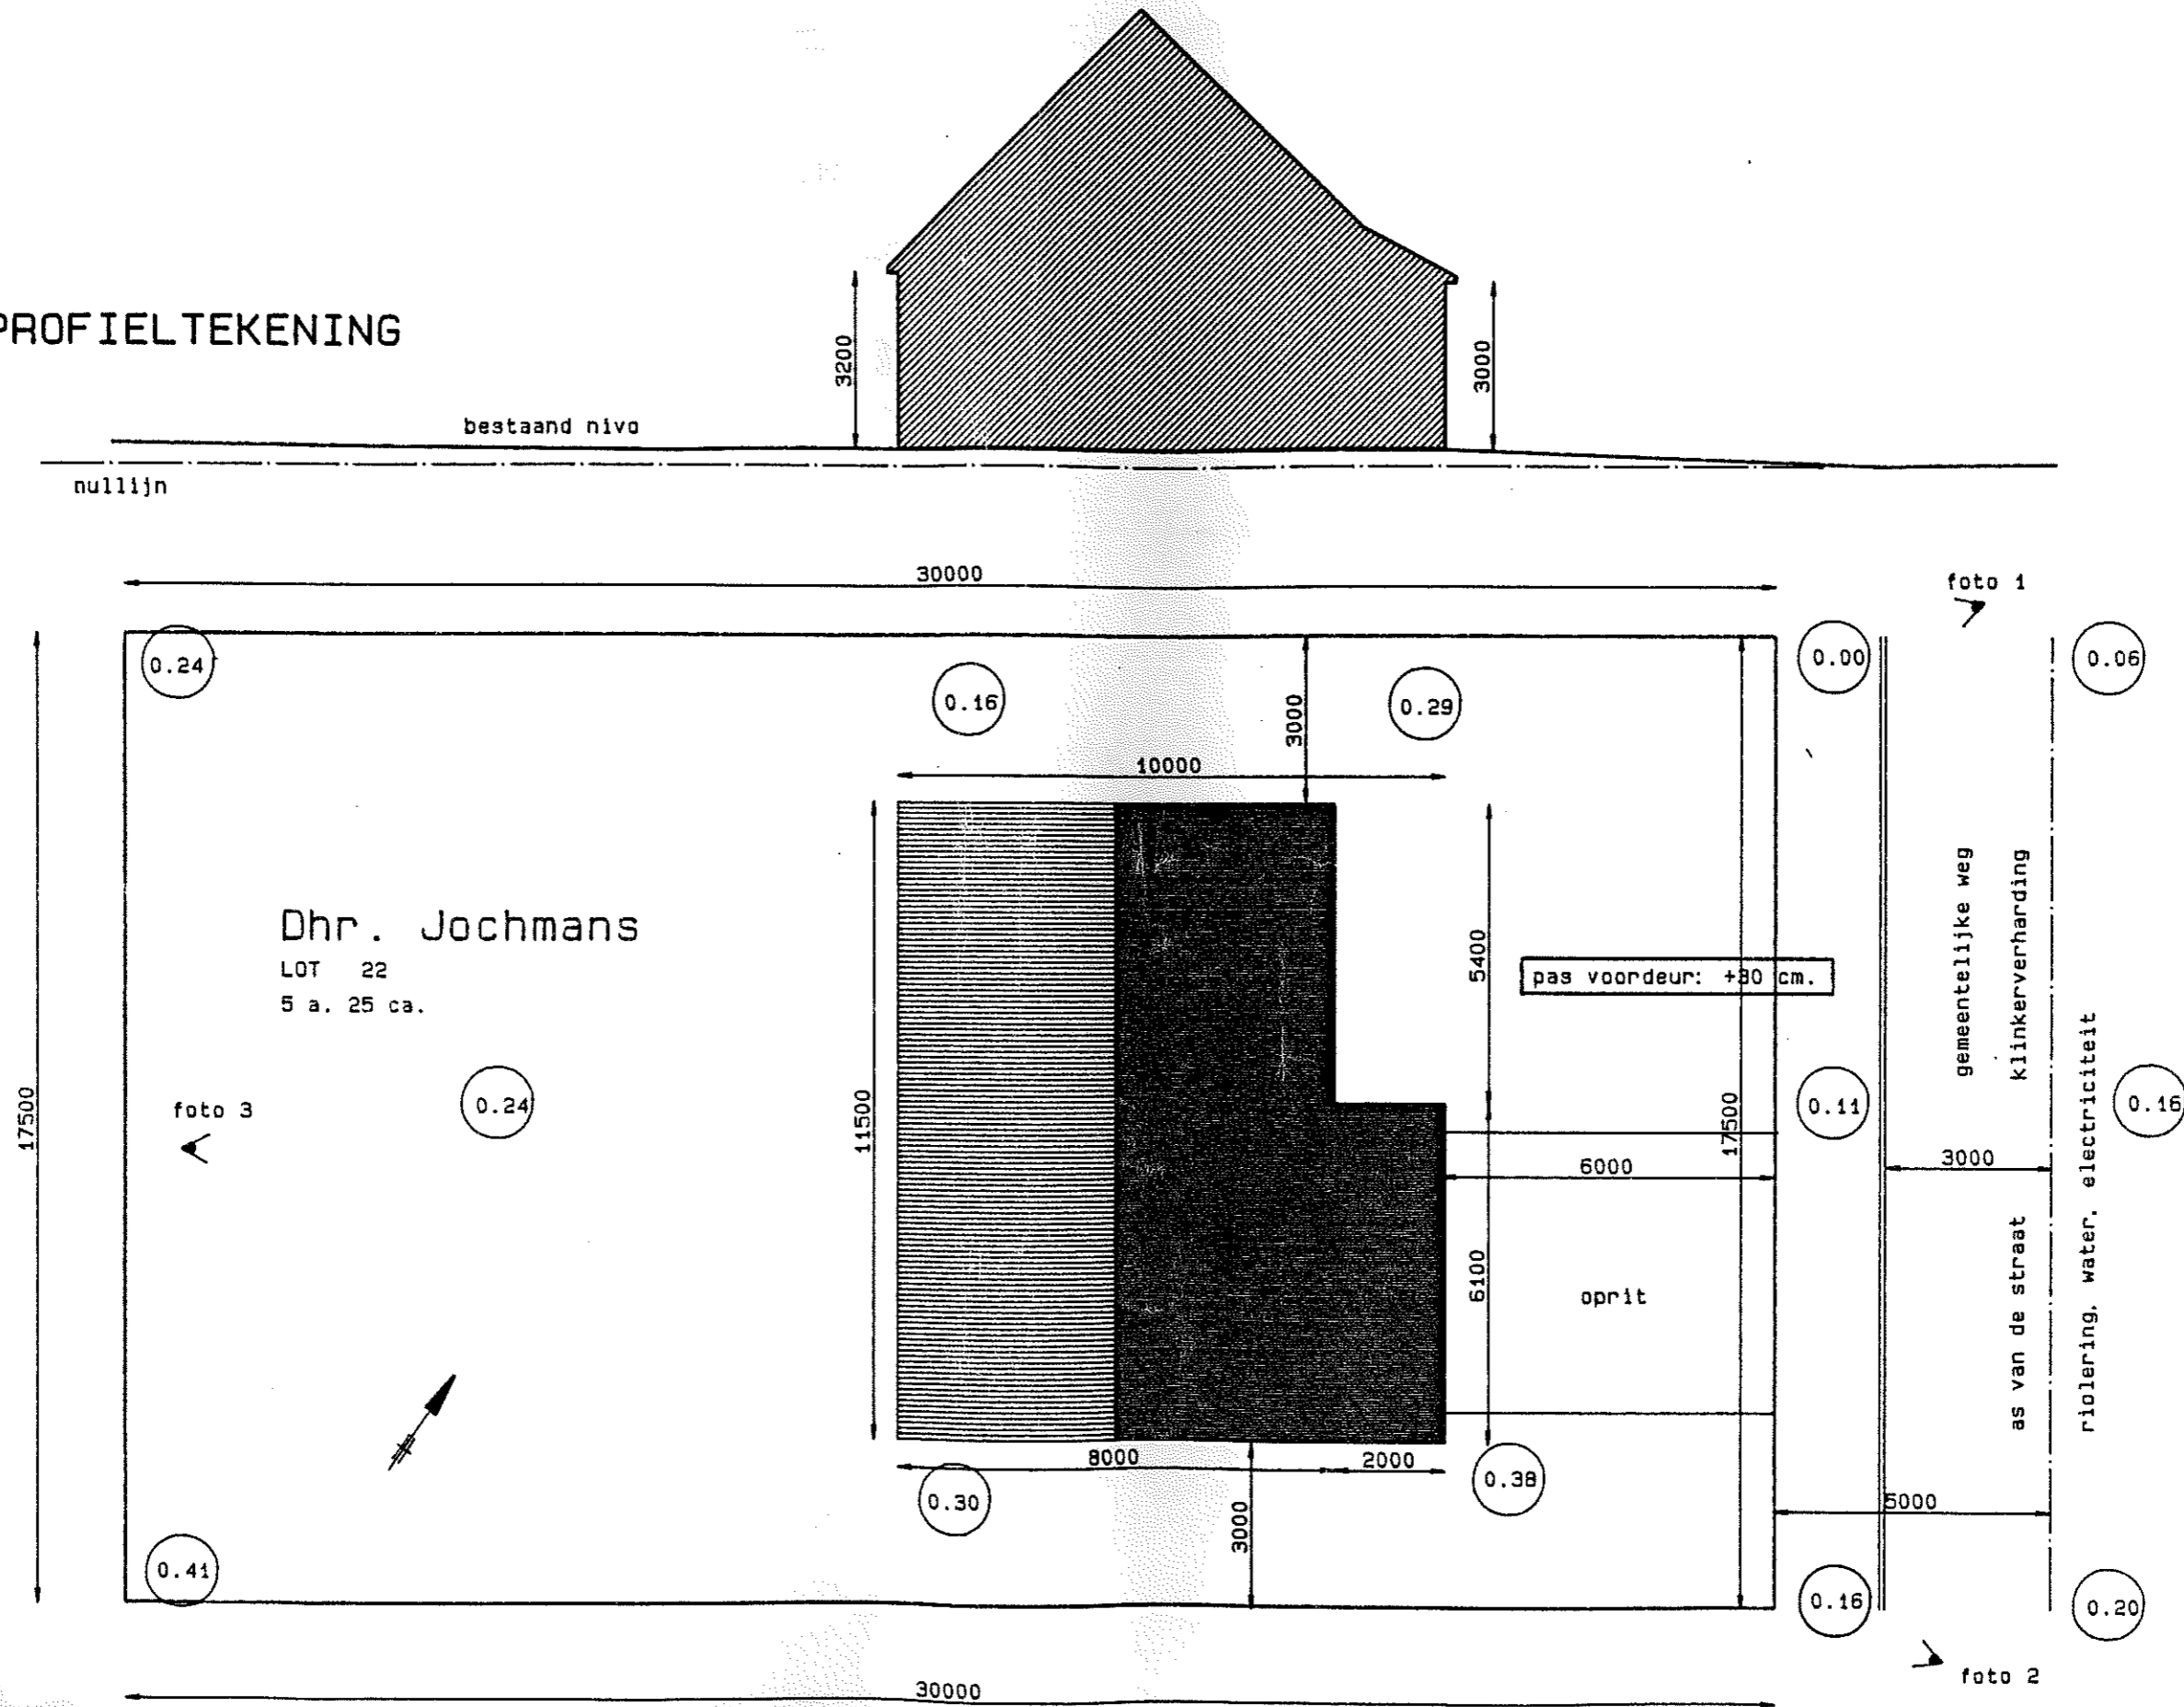 PROFIELTEKENING
3200
3000
bestaand nivo
nullijn
30000
foto 1
0.24
0.16
0.29
0.00
0.06
3000
10000
Dhr. Jochmans
LOT 22
5 a. 25 ca.
17500
foto 3
0.24
11500
5400
pas voordeur: +30 cm.
17500
0.11
0.16
gemeentelijke weg
klinkerverharding
6000
3000
6100
oprit
as van de straat
riolering, water, electriciteit
8000
2000
0.30
0.38
3000
5000
0.41
0.16
0.20
foto 2
30000